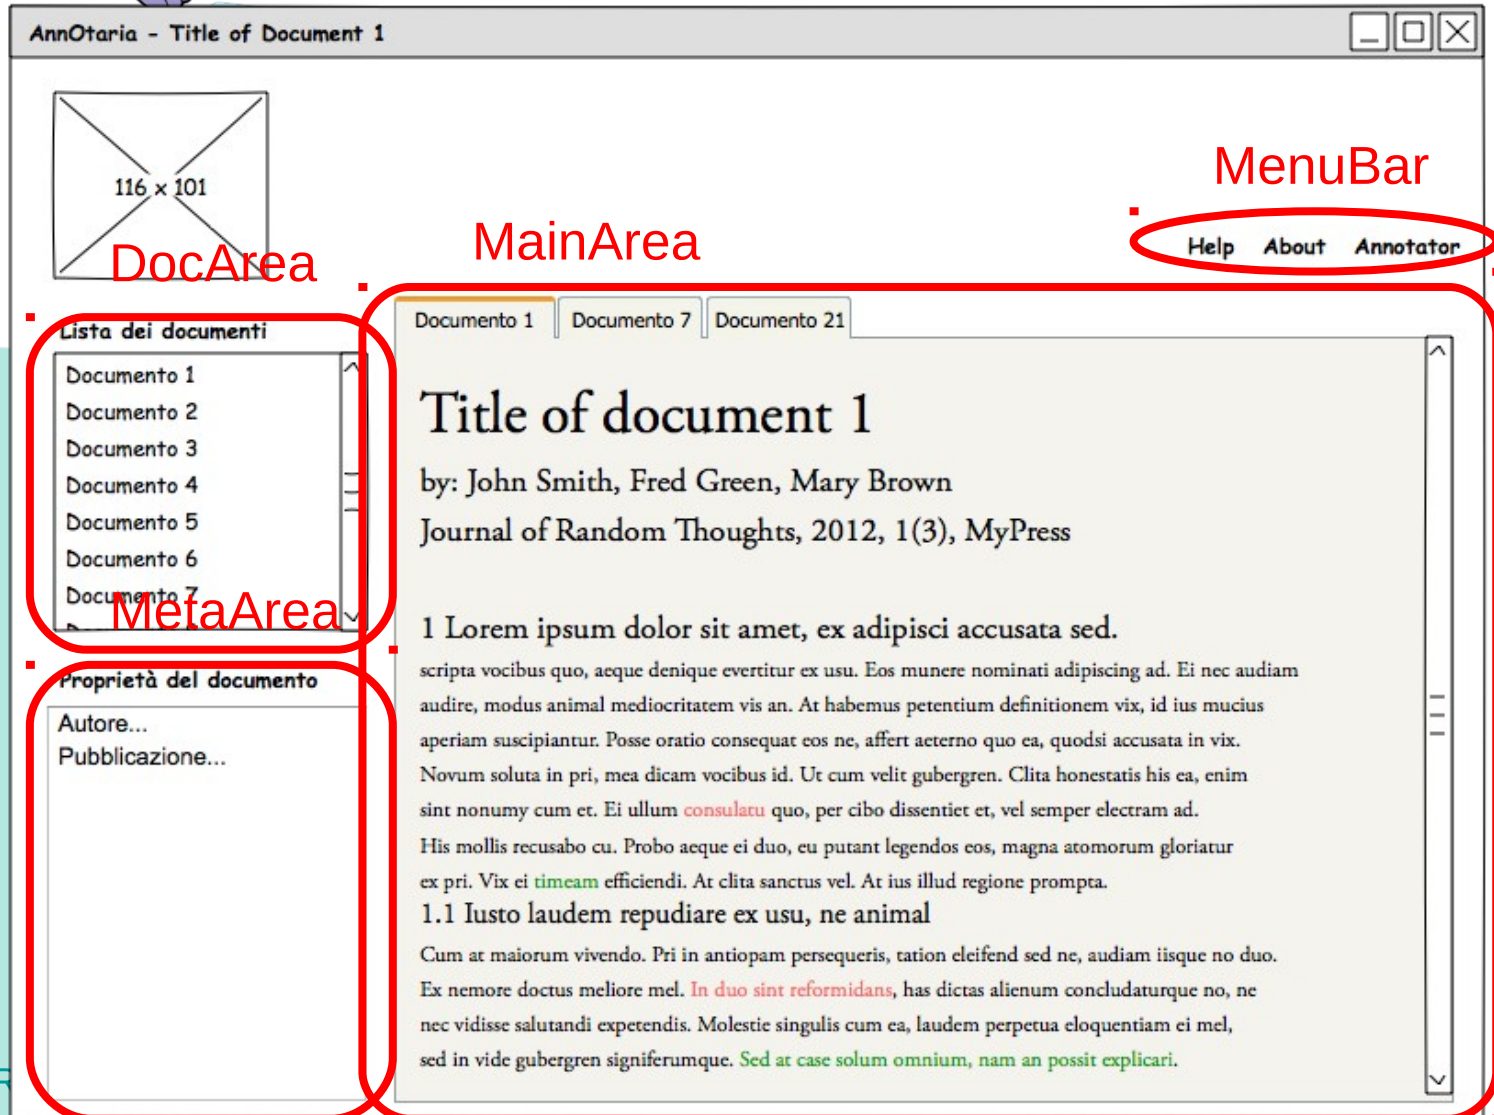 AnnOtaria - Title of Document 1
116 x 101
MenuBar
Help About Annotator
MainArea
DocArea
Lista dei documenti
Documento 1
Documento 2
Documento 3
Documento 4
Documento 5
Documento 6
Documento 7
MetaArea
Proprietà del documento
Autore...
Pubblicazione...
Documento 1 Documento 7 Documento 21
Title of document 1
by: John Smith, Fred Green, Mary Brown
Journal of Random Thoughts, 2012, 1(3), MyPress
1 Lorem ipsum dolor sit amet, ex adipisci accusata sed.
scripta vocibus quo, aeque denique evertitur ex usu. Eos munere nominati adipiscing ad. Ei nec audiam
audire, modus animal mediocritatem vis an. At habemus petentium definitionem vix, id ius mucius
aperiam suscipiantur. Posse oratio consequat eos ne, affert aeterno quo ea, quodsi accusata in vix.
Novum soluta in pri, mea dicam vocibus id. Ut cum velit gubergren. Clita honestatis his ea, enim
sint nonumy cum et. Ei ullum consulatu quo, per cibo dissentiet et, vel semper electram ad.
His mollis recusabo cu. Probo aeque ei duo, eu putant legendos eos, magna atomorum gloriatur
ex pri. Vix ei timeam efficiendi. At clita sanctus vel. At ius illud regione prompta.
1.1 Iusto laudem repudiare ex usu, ne animal
Cum at maiorum vivendo. Pri in antiopam persequeris, tation eleifend sed ne, audiam iisque no duo.
Ex nemore doctus meliore mel. In duo sint reformidans, has dictas alienum concludaturque no, ne
nec vidisse salutandi expetendis. Molestie singulis cum ea, laudem perpetua eloquentiam ei mel,
sed in vide gubergren signiferumque. Sed at case solum omnium, nam an possit explicari.